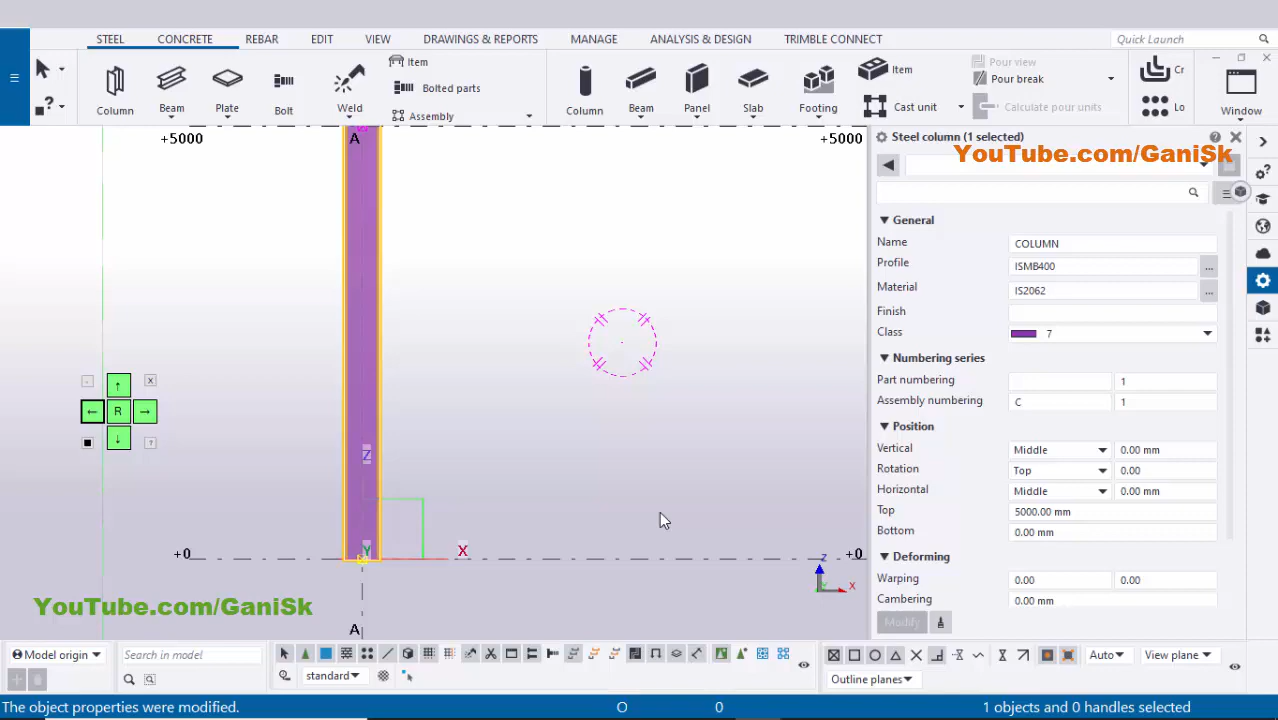 STEEL CONCRETE REBAR EDIT VIEW DRAWINGS & REPORTS MANAGE ANALYSIS & DESIGN TRIMBLE CONNECT Quick Launch
Item Pour view
Bolted parts Item Pour break Cr
Column Beam Plate Bolt Weld Assembly Column Beam Panel Slab Footing Cast unit Calculate pour units Lo Window
+5000 A +5000
Steel column (1 selected)
YouTube.com/GaniSk
General
Name COLUMN
Profile ISMB400 ...
Material IS2062 ...
Finish
Class 7
Numbering series
Part numbering 1
Assembly numbering C 1
Position
Vertical Middle 0.00 mm
Rotation Top 0.00
Horizontal Middle 0.00 mm
Top 5000.00 mm
Bottom 0.00 mm
Deforming
Warping 0.00 0.00
Cambering 0.00 mm
Modify
X
R
?
Z
+0 Y X +0
Z
X
YouTube.com/GaniSk
A
Model origin Search in model Auto View plane
standard Outline planes
The object properties were modified. O 0 1 objects and 0 handles selected